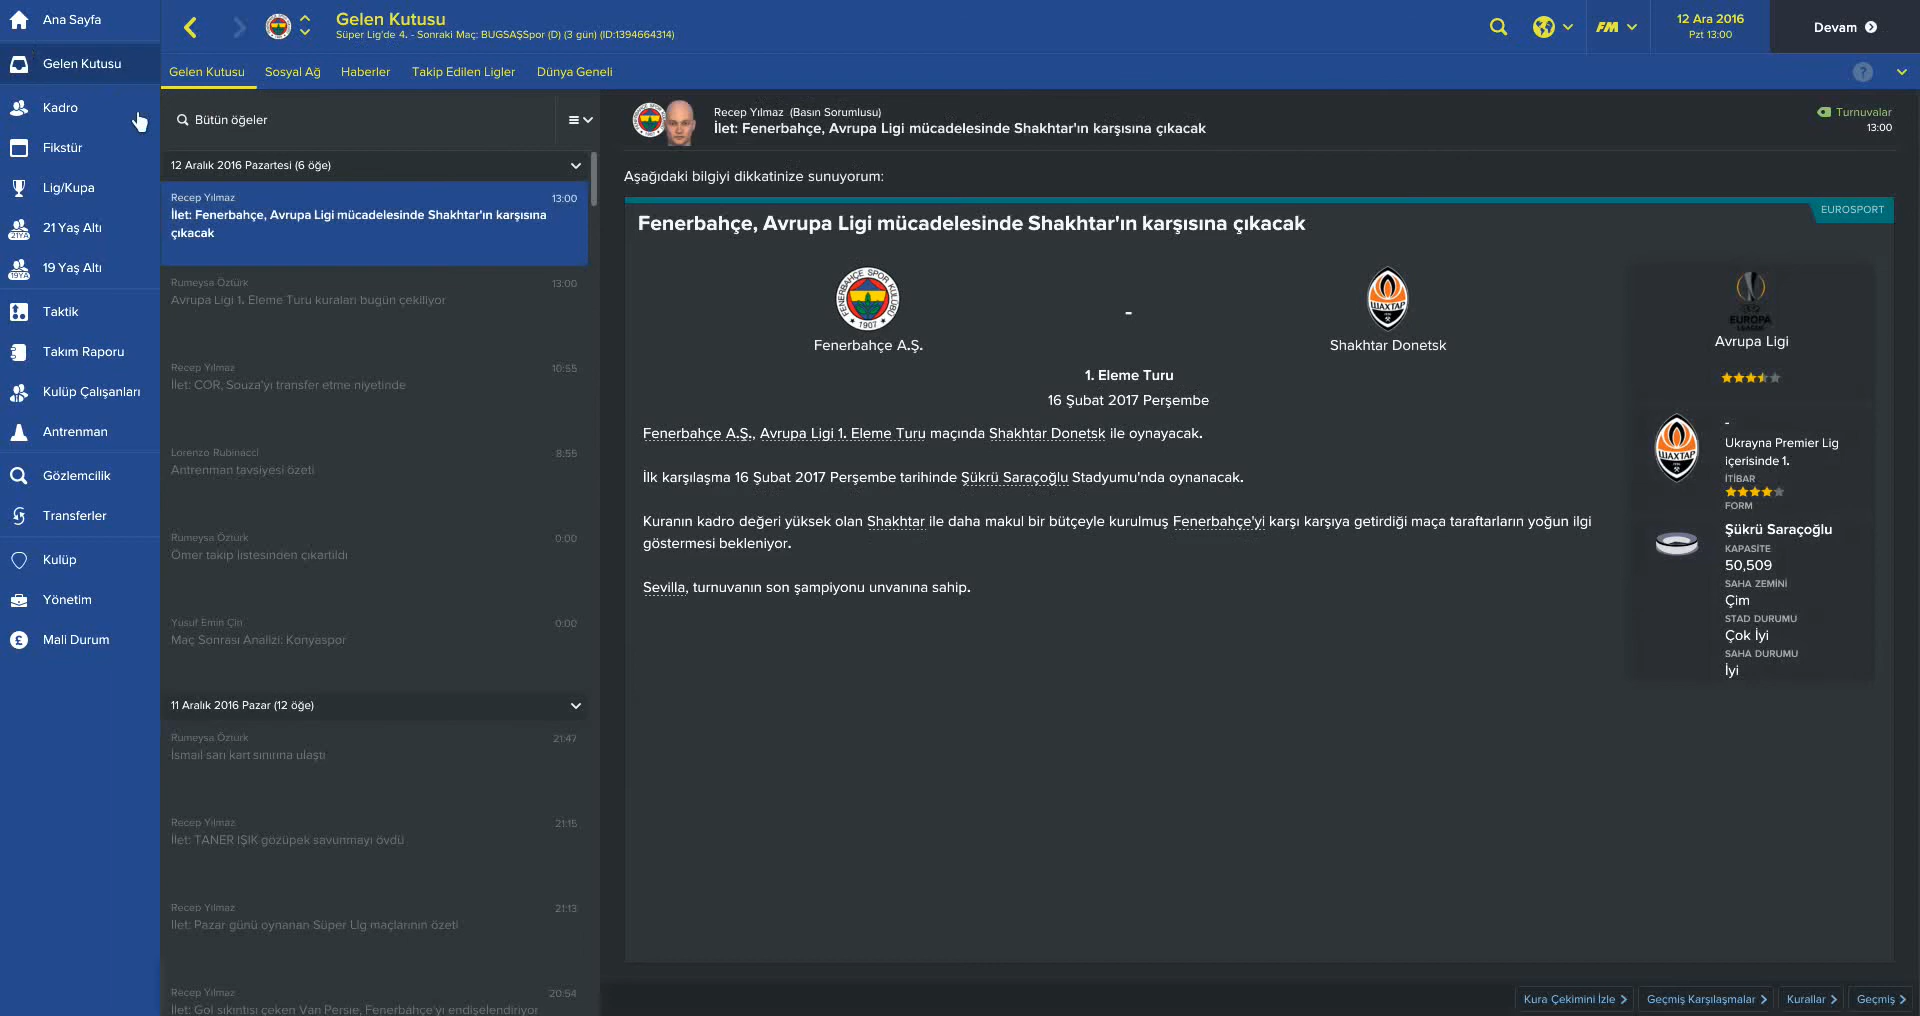 Ana Sayfa
Gelen Kutusu
Kadro
Fikstür
Lig/Kupa
21 Yaş Altı
19 Yaş Altı
Taktik
Takım Raporu
Kulüp Çalışanları
Antrenman
Gözlemcilik
Transferler
Kulüp
Yönetim
Mali Durum
Gelen Kutusu
Süper Lig'de 4. - Sonraki Maç: BUGSAŞSpor (D) (3 gün) (ID:1394664314)
FM
12 Ara 2016
Pzt 13:00
Devam
Gelen Kutusu Sosyal Ağ Haberler Takip Edilen Ligler Dünya Geneli
Bütün öğeler
12 Aralık 2016 Pazartesi (6 öğe)
Recep Yılmaz 13:00
İlet: Fenerbahçe, Avrupa Ligi mücadelesinde Shakhtar'ın karşısına
çıkacak
Rumeysa Öztürk 13:00
Avrupa Ligi 1. Eleme Turu kuraları bugün çekiliyor
Recep Yılmaz 10:55
İlet: COR, Souza'yı transfer etme niyetinde
Lorenzo Rubinacci 8:55
Antrenman tavsiyesi özeti
Rumeysa Öztürk 0:00
Ömer takip listesinden çıkartıldı
Yusuf Emin Çin 0:00
Maç Sonrası Analizi: Konyaspor
11 Aralık 2016 Pazar (12 öğe)
Rumeysa Öztürk 21:47
İsmail sarı kart sınırına ulaştı
Recep Yılmaz 21:15
İlet: TANER IŞIK gözüpek savunmayı övdü
Recep Yılmaz 21:13
İlet: Pazar günü oynanan Süper Lig maçlarının özeti
Recep Yılmaz 20:54
İlet: Gol sıkıntısı çeken Van Persie, Fenerbahçe'yi endişelendiriyor
Recep Yılmaz (Basın Sorumlusu)
İlet: Fenerbahçe, Avrupa Ligi mücadelesinde Shakhtar'ın karşısına çıkacak
Turnuvalar
13:00
Aşağıdaki bilgiyi dikkatinize sunuyorum:
EUROSPORT
Fenerbahçe, Avrupa Ligi mücadelesinde Shakhtar'ın karşısına çıkacak
FENERBAHÇE SPOR KULÜBÜ
1907
ШАХТАР
Fenerbahçe A.Ş. - Shakhtar Donetsk
1. Eleme Turu
16 Şubat 2017 Perşembe
Fenerbahçe A.Ş., Avrupa Ligi 1. Eleme Turu maçında Shakhtar Donetsk ile oynayacak.
İlk karşılaşma 16 Şubat 2017 Perşembe tarihinde Şükrü Saraçoğlu Stadyumu'nda oynanacak.
Kuranın kadro değeri yüksek olan Shakhtar ile daha makul bir bütçeyle kurulmuş Fenerbahçe'yi karşı karşıya getirdiği maça taraftarların yoğun ilgi
göstermesi bekleniyor.
Sevilla, turnuvanın son şampiyonu unvanına sahip.
EUROPA
LEAGUE
Avrupa Ligi
ШАХТАР
-
Ukrayna Premier Lig
içerisinde 1.
İTİBAR
FORM
Şükrü Saraçoğlu
KAPASİTE
50,509
SAHA ZEMİNİ
Çim
STAD DURUMU
Çok İyi
SAHA DURUMU
İyi
Kura Çekimini İzle Geçmiş Karşılaşmalar Kurallar Geçmiş